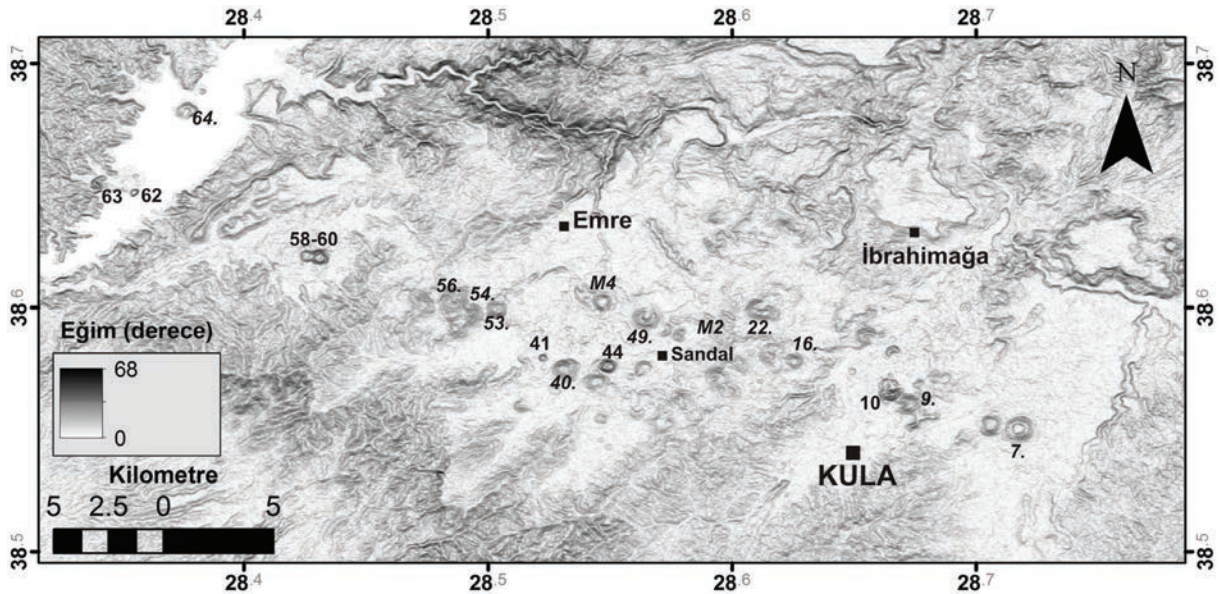 28.4 28.5 28.6 28.7
38.7 38.7
N
64.
63 62
58-60
Emre
İbrahimağa
M4
56. 54.
53.
38.6 38.6
49. M2 22.
Sandal
16.
41 44
40.
10 9.
7.
KULA
Eğim (derece)
68
0
Kilometre
5 2.5 0 5
38.5 38.5
28.4 28.5 28.6 28.7